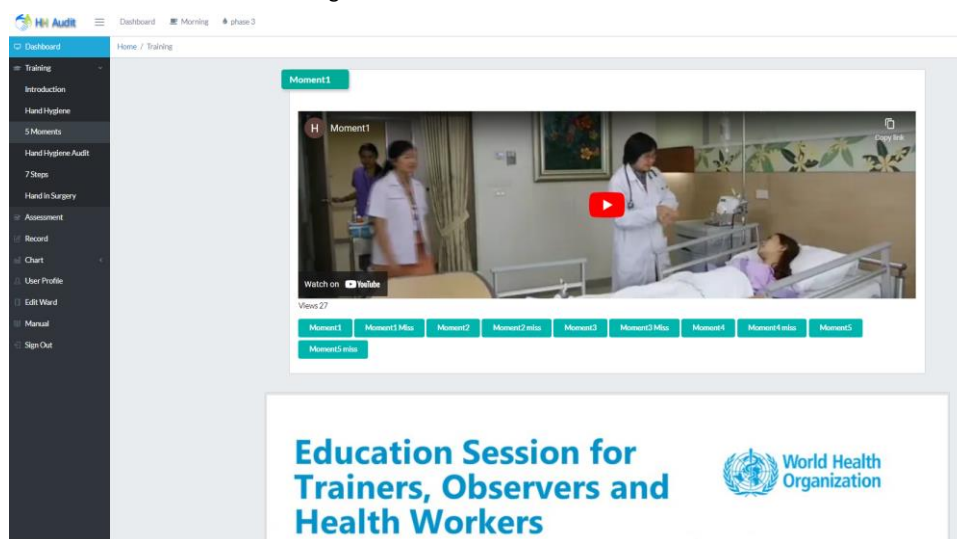 HH Audit
Dashboard Morning phase 3
Dashboard
Home / Training
Training
Introduction
Hand Hygiene
5 Moments
Hand Hygiene Audit
7 Steps
Hand in Surgery
Assessment
Record
Chart
User Profile
Edit Ward
Manual
Sign Out
Moment1
H Moment1
Copy link
Watch on YouTube
Views 27
Moment1 Moment1 Miss Moment2 Moment2 miss Moment3 Moment3 Miss Moment4 Moment4 miss Moment5
Moment5 miss
Education Session for
Trainers, Observers and
Health Workers
World Health
Organization